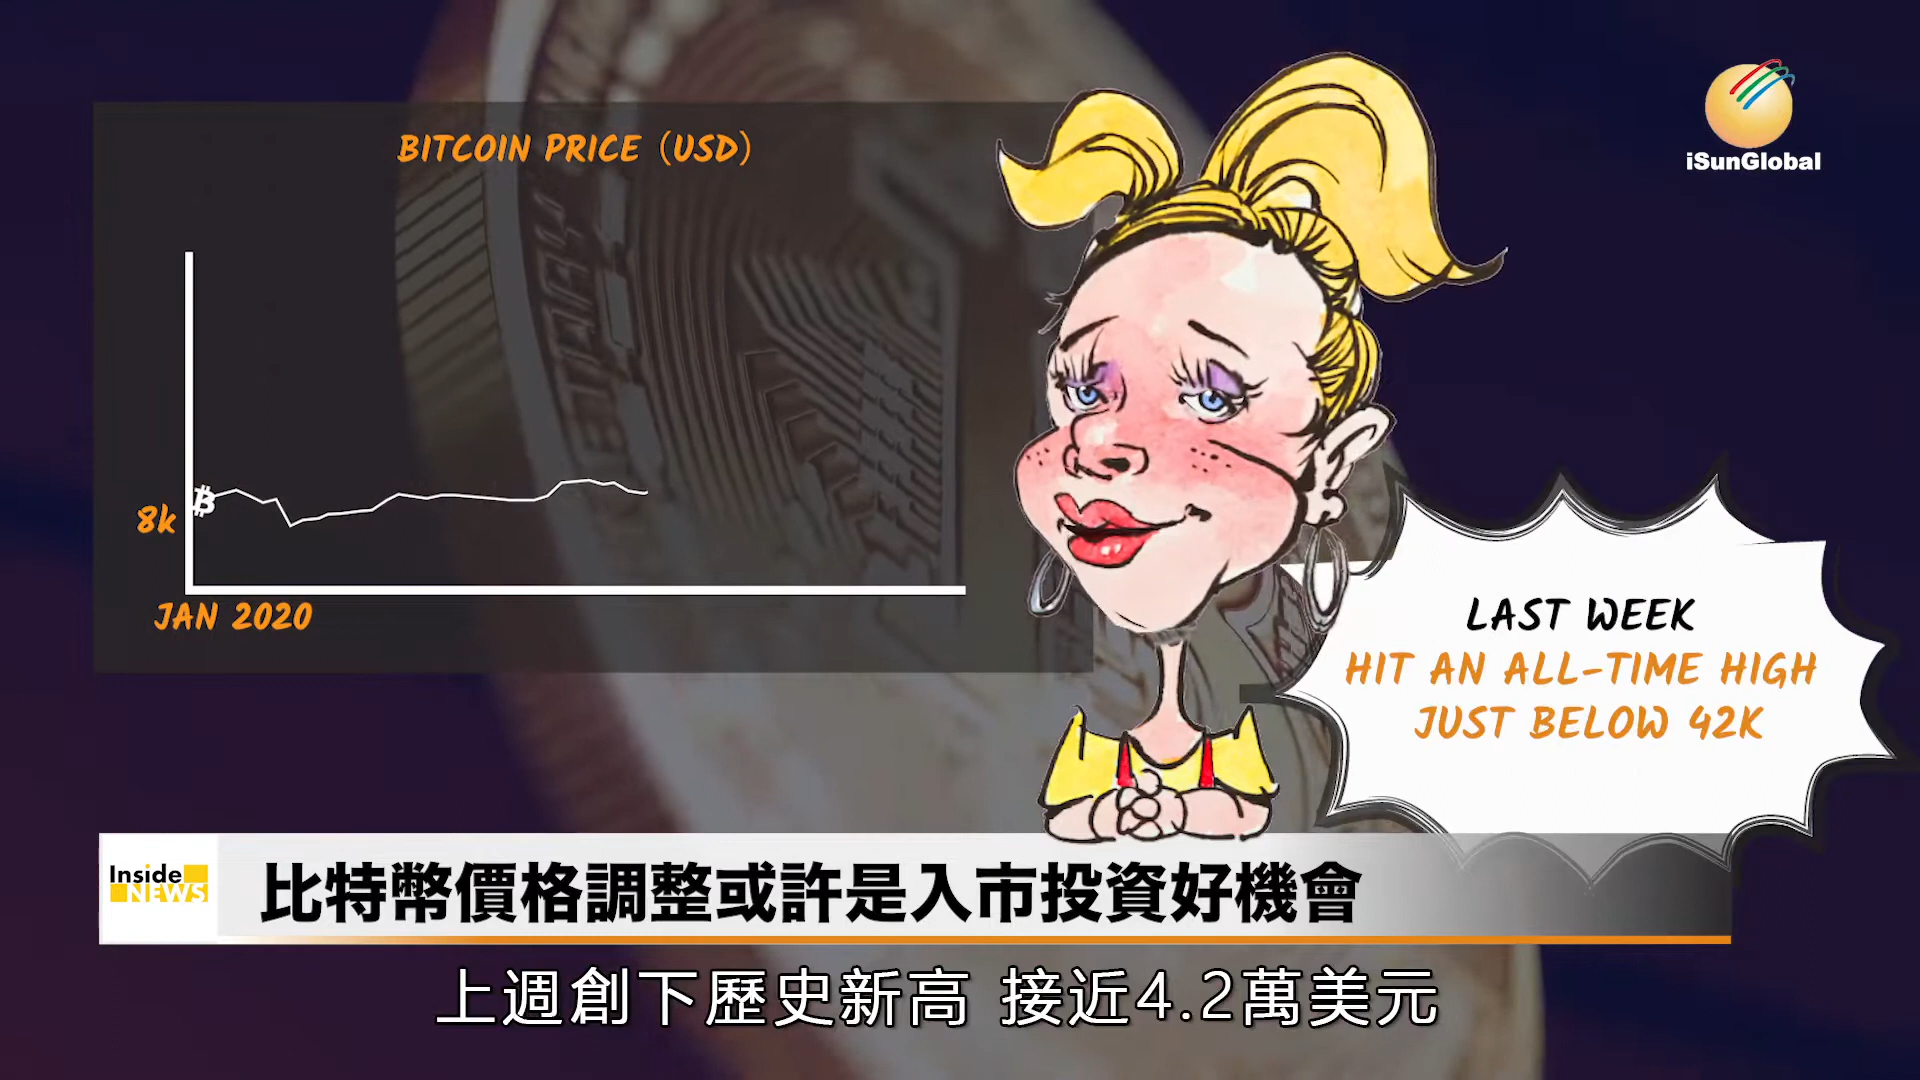 iSunGlobal
BITCOIN PRICE (USD)
8k
JAN 2020
LAST WEEK
HIT AN ALL-TIME HIGH
JUST BELOW 42K
Inside
NEWS
比特幣價格調整或許是入市投資好機會
上週創下歷史新高 接近4.2萬美元